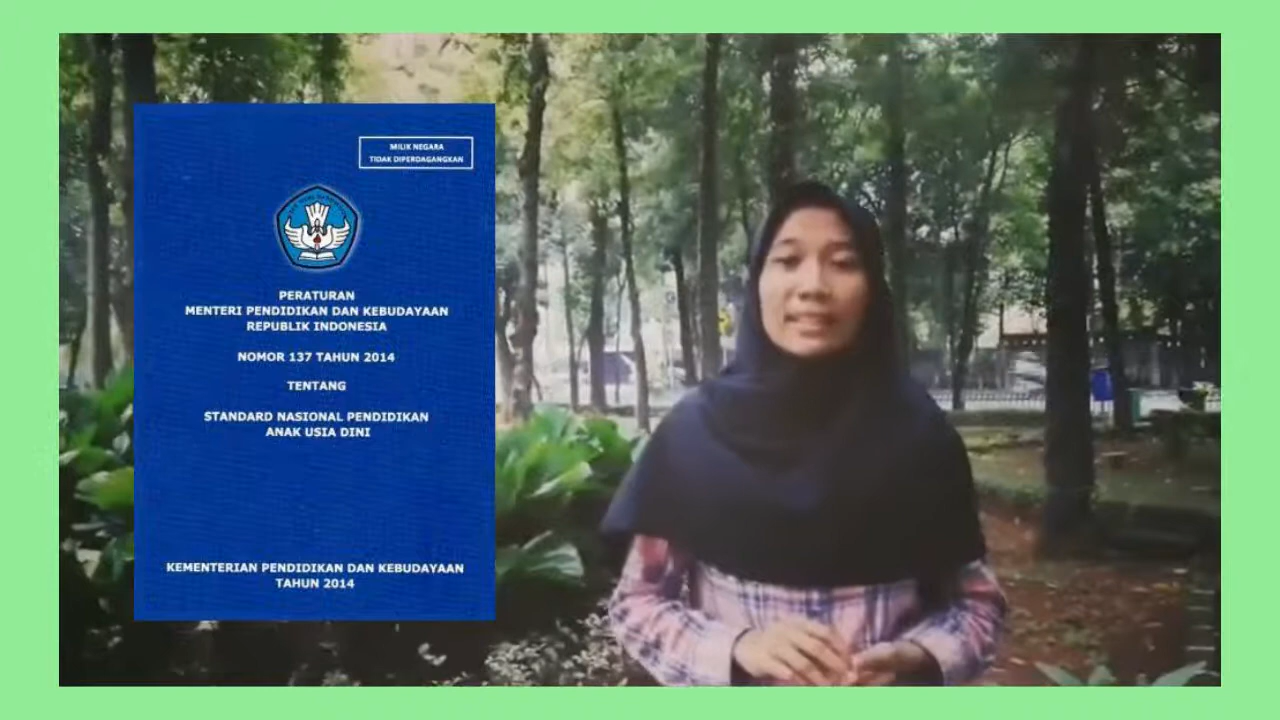 MILIK NEGARA
TIDAK DIPERDAGANGKAN
PERATURAN
MENTERI PENDIDIKAN DAN KEBUDAYAAN
REPUBLIK INDONESIA
NOMOR 137 TAHUN 2014
TENTANG
STANDARD NASIONAL PENDIDIKAN
ANAK USIA DINI
KEMENTERIAN PENDIDIKAN DAN KEBUDAYAAN
TAHUN 2014